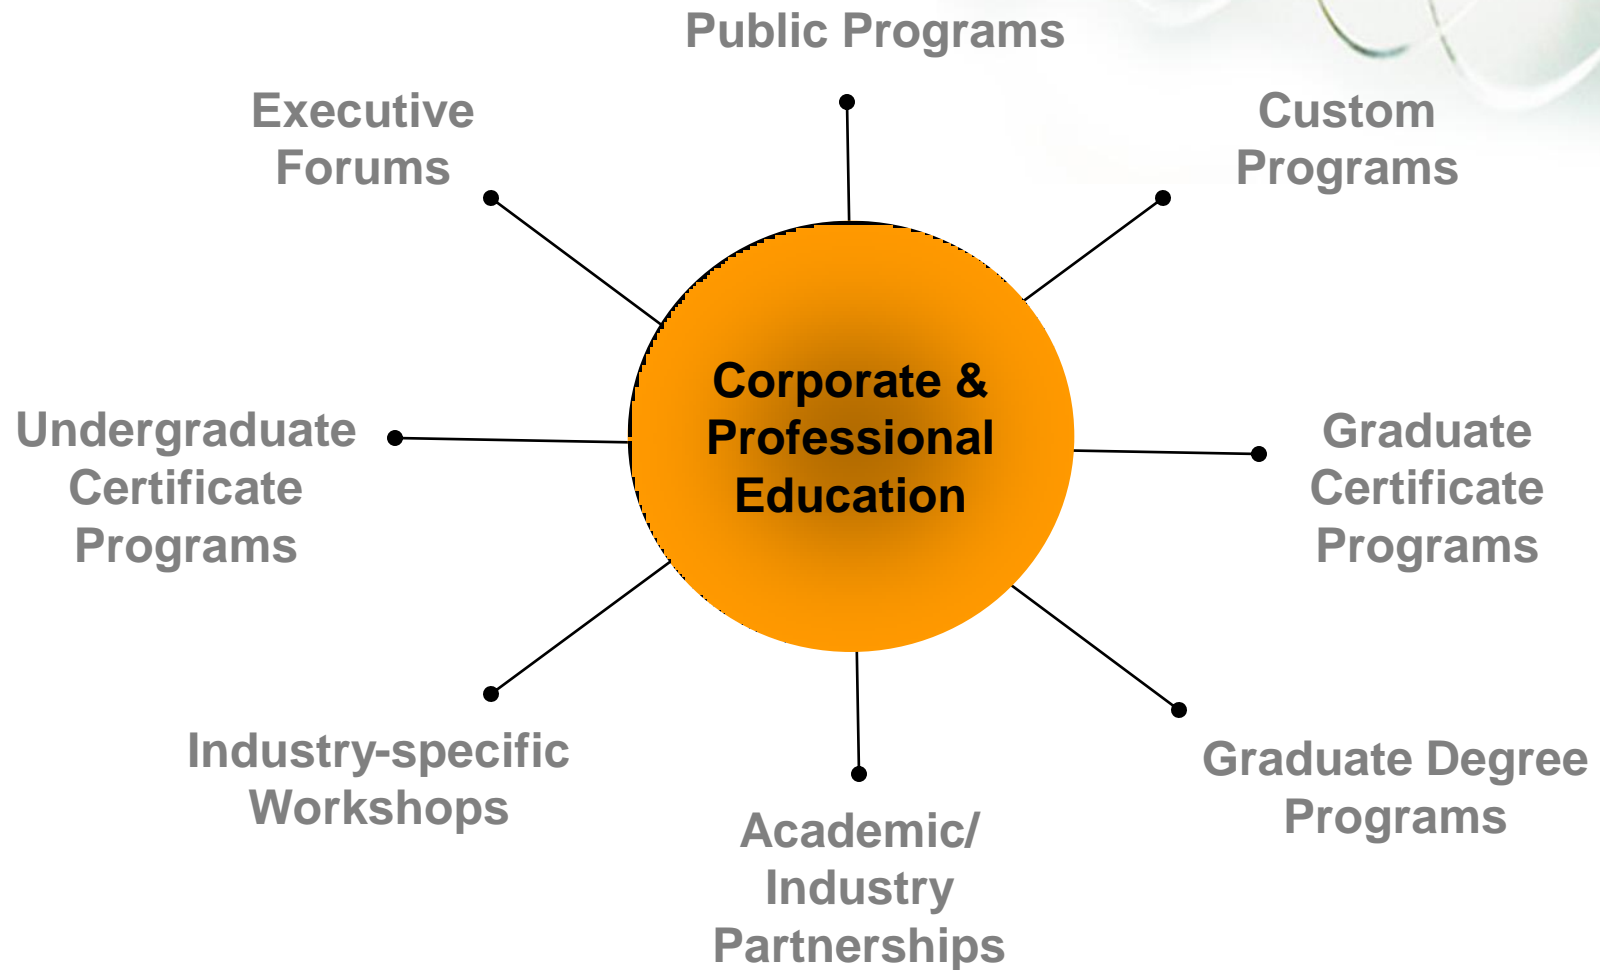 Public Programs
Executive
Forums
Custom
Programs
Corporate &
Professional
Education
Undergraduate
Certificate
Programs
Graduate
Certificate
Programs
Industry-specific
Workshops
Graduate Degree
Programs
Academic/
Industry
Partnerships